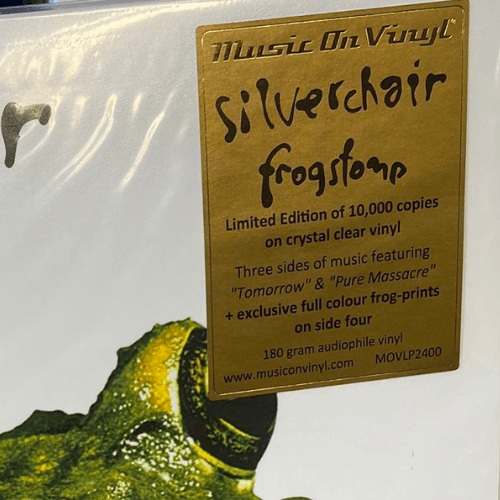 Music On Vinyl
silverchair
frogstomp
Limited Edition of 10,000 copies
on crystal clear vinyl
Three sides of music featuring
"Tomorrow" & "Pure Massacre"
+ exclusive full colour frog-prints
on side four
180 gram audiophile vinyl
www.musiconvinyl.com MOVLP2400
r